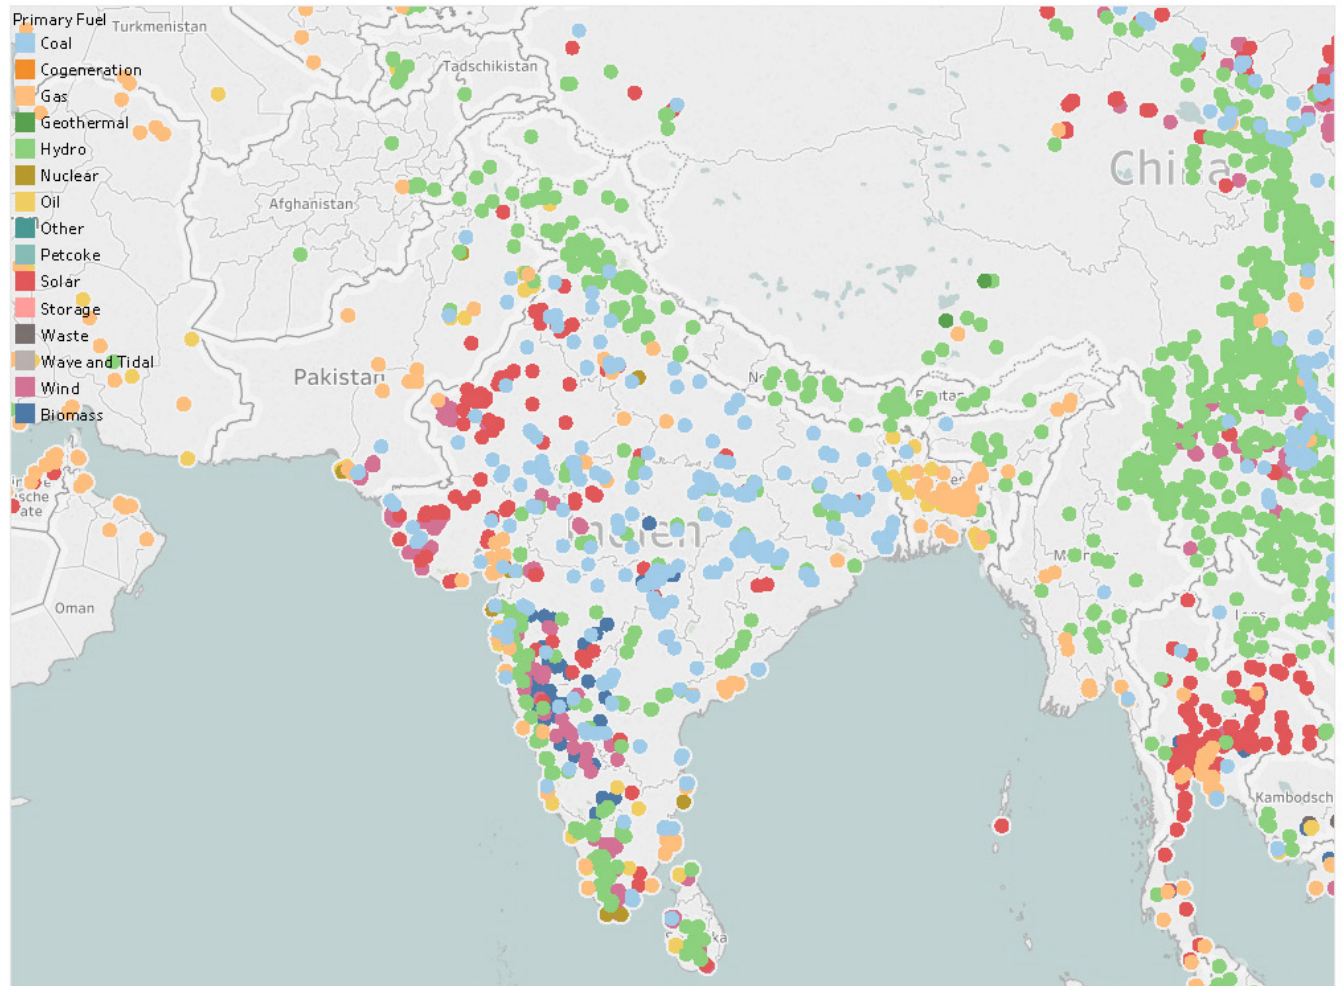 Primary Fuel
Coal
Cogeneration
Gas
Geothermal
Hydro
Nuclear
Oil
Other
Petcoke
Solar
Storage
Waste
Wave and Tidal
Wind
Biomass
Turkmenistan
Tadschikistan
China
Afghanistan
Pakistan
Indien
Oman
Kambodsch